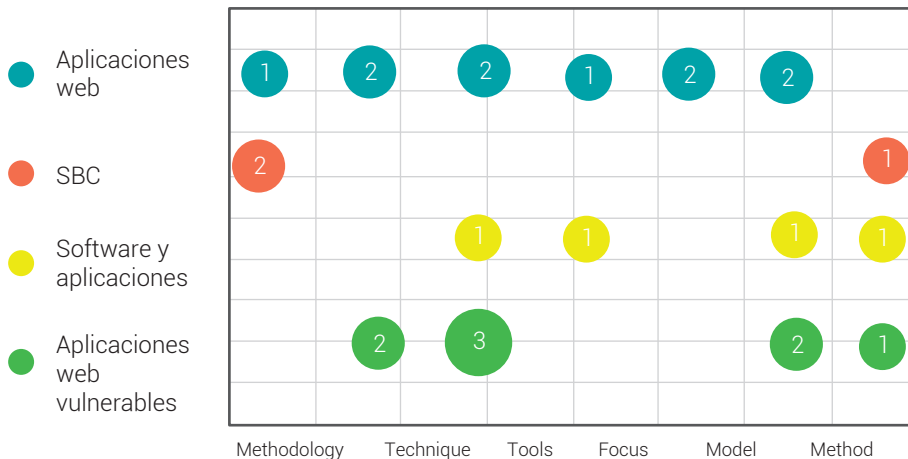 Aplicaciones
web
1 2 2 1 2 2
SBC
2 1
Software y
aplicaciones
1 1 1 1
Aplicaciones
web
vulnerables
2 3 2 1
Methodology Technique Tools Focus Model Method